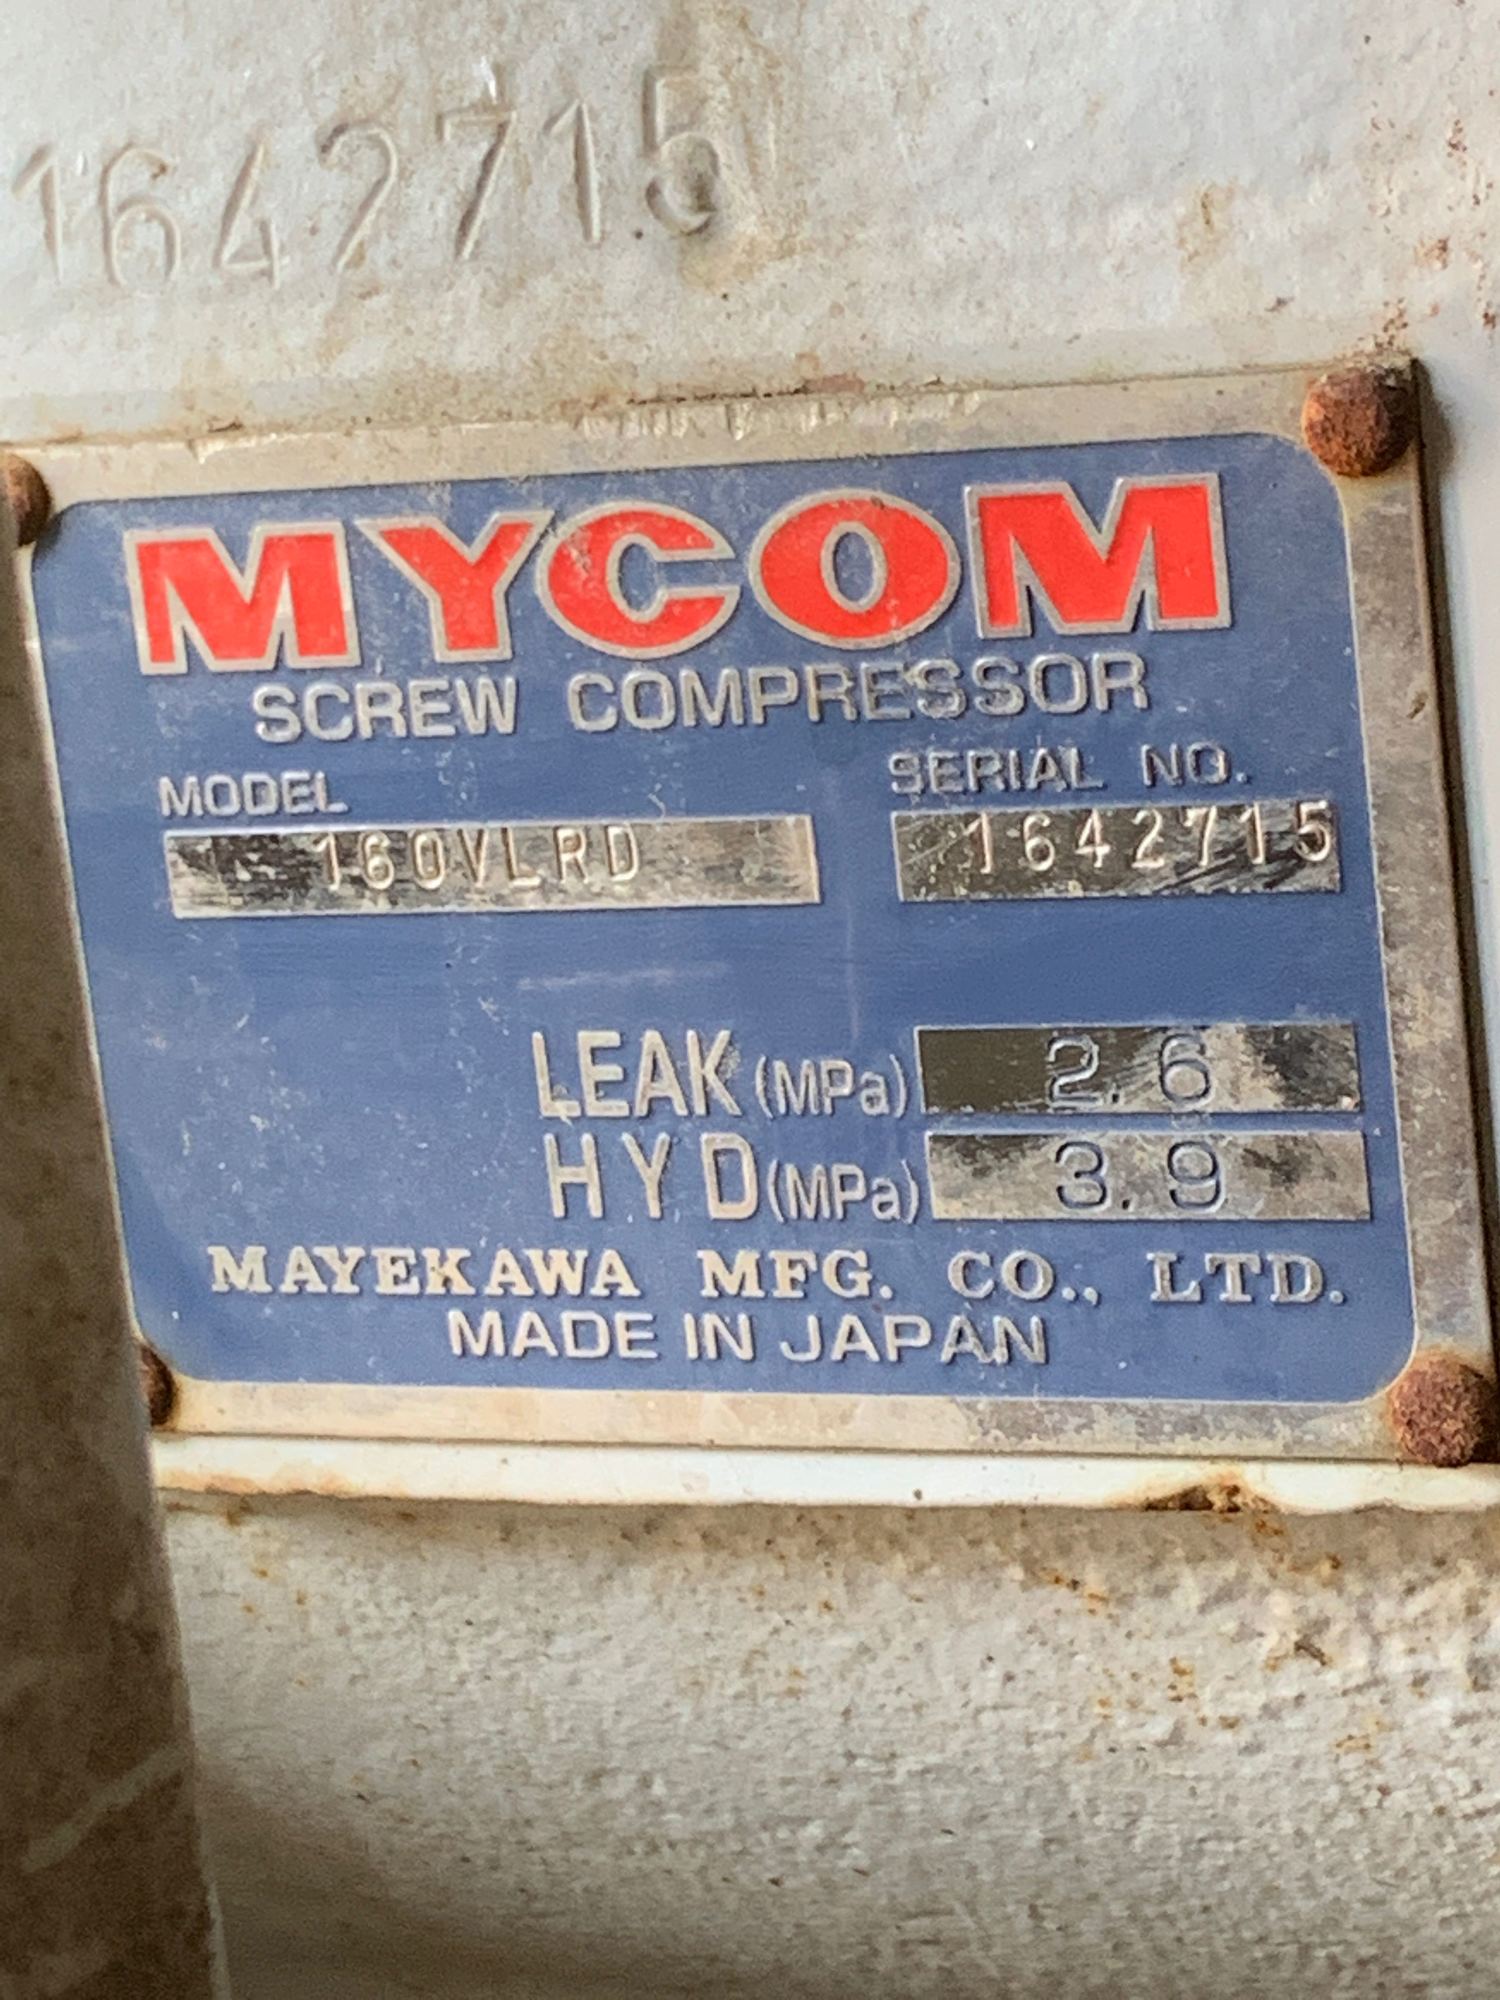 1642715
MYCOM
SCREW COMPRESSOR
MODEL SERIAL NO.
160VLRD 1642715
LEAK (MPa) 2.6
HYD (MPa) 3.9
MAYEKAWA MFG. CO., LTD.
MADE IN JAPAN